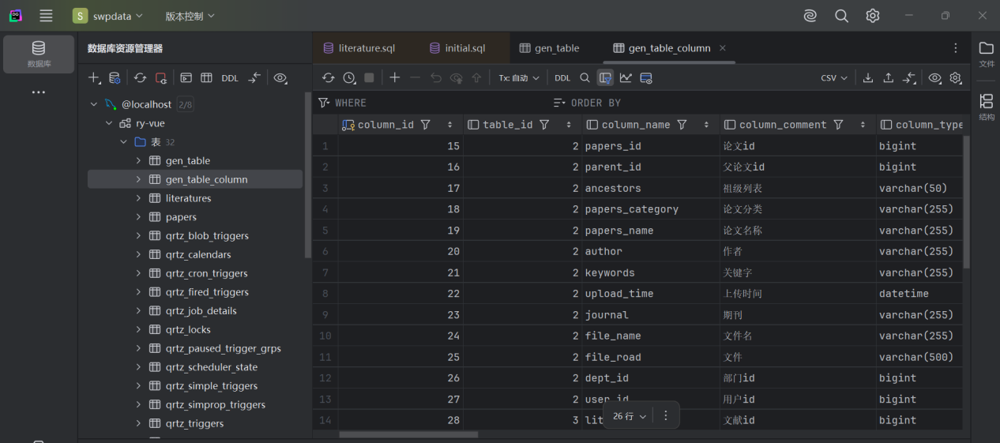 DG
S swpdata 版本控制
数据库
文件
结构
数据库资源管理器
DDL
@localhost 2/8
ry-vue
表 32
gen_table
gen_table_column
literatures
papers
qrtz_blob_triggers
qrtz_calendars
qrtz_cron_triggers
qrtz_fired_triggers
qrtz_job_details
qrtz_locks
qrtz_paused_trigger_grps
qrtz_scheduler_state
qrtz_simple_triggers
qrtz_simprop_triggers
qrtz_triggers
literature.sql initial.sql gen_table gen_table_column
Tx: 自动 DDL CSV
WHERE ORDER BY
column_id table_id column_name column_comment column_type
1 15 2 papers_id 论文id bigint
2 16 2 parent_id 父论文id bigint
3 17 2 ancestors 祖级列表 varchar(50)
4 18 2 papers_category 论文分类 varchar(255)
5 19 2 papers_name 论文名称 varchar(255)
6 20 2 author 作者 varchar(255)
7 21 2 keywords 关键字 varchar(255)
8 22 2 upload_time 上传时间 datetime
9 23 2 journal 期刊 varchar(255)
10 24 2 file_name 文件名 varchar(255)
11 25 2 file_road 文件 varchar(500)
12 26 2 dept_id 部门id bigint
13 27 2 user_id 用户id bigint
14 28 3 lit 文献id bigint
26 行